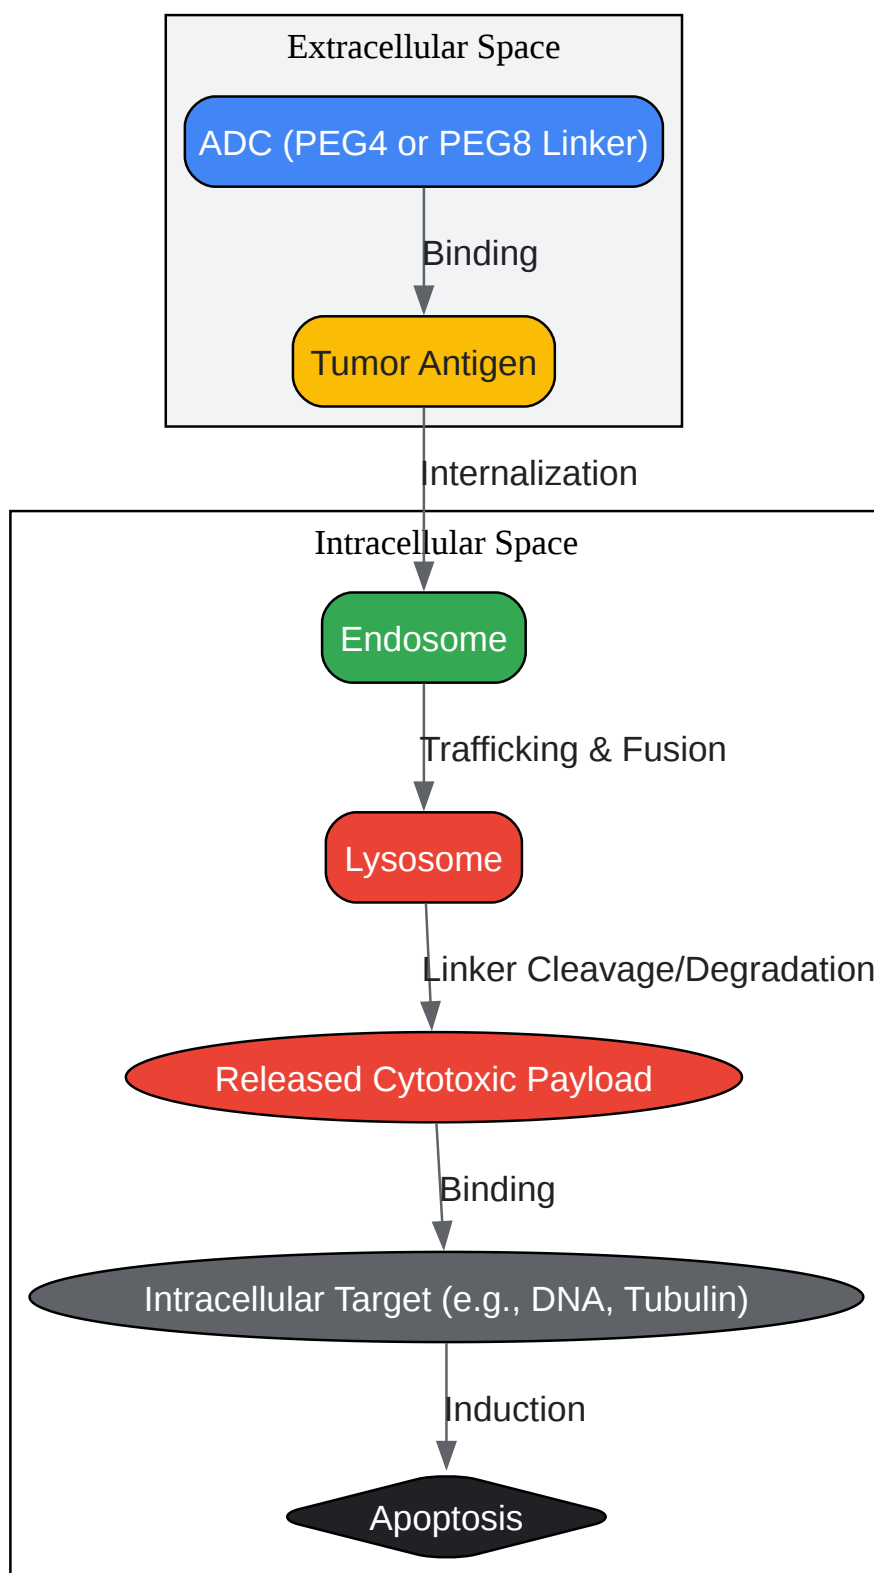 Extracellular Space
ADC (PEG4 or PEG8 Linker)
Binding
Tumor Antigen
Internalization
Intracellular Space
Endosome
Trafficking & Fusion
Lysosome
Linker Cleavage/Degradation
Released Cytotoxic Payload
Binding
Intracellular Target (e.g., DNA, Tubulin)
Induction
Apoptosis